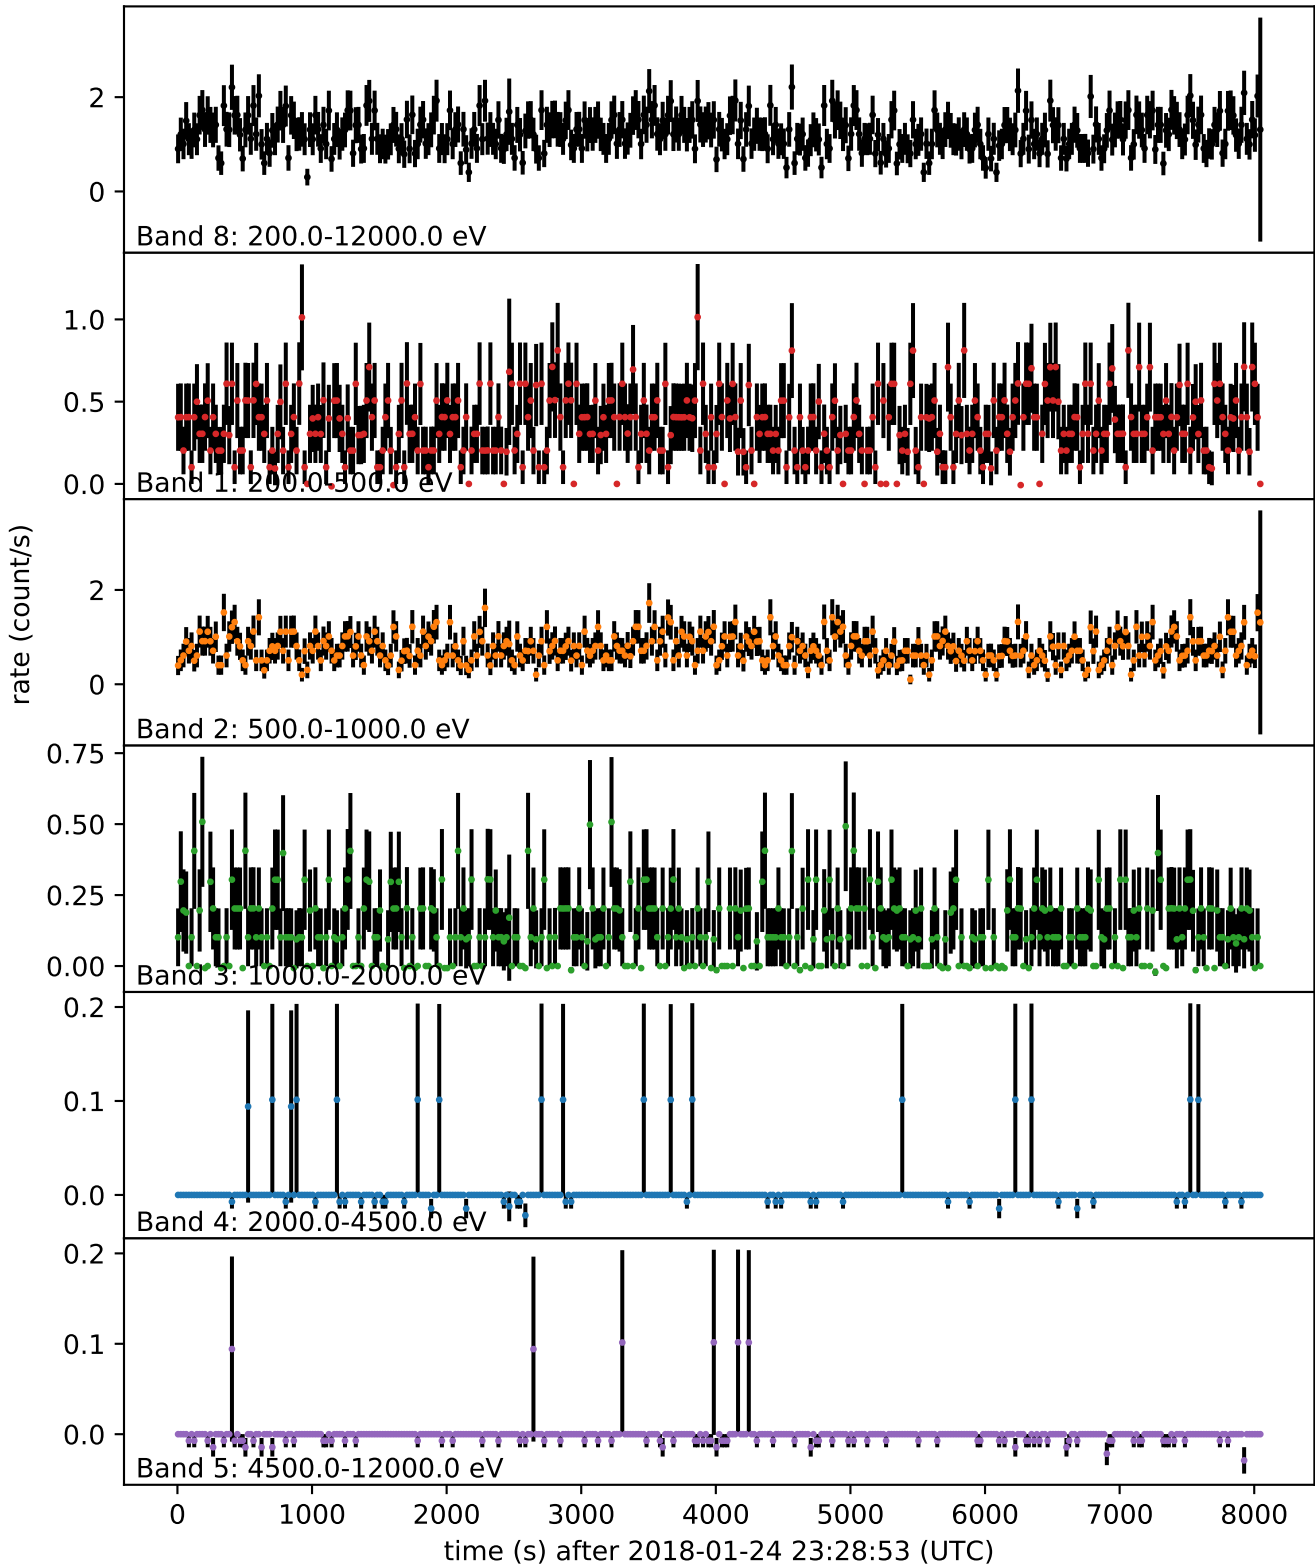 2
0
Band 8: 200.0-12000.0 eV
1.0
0.5
0.0
Band 1: 200.0-500.0 eV
rate (count/s)
2
0
Band 2: 500.0-1000.0 eV
0.75
0.50
0.25
0.00
Band 3: 1000.0-2000.0 eV
0.2
0.1
0.0
Band 4: 2000.0-4500.0 eV
0.2
0.1
0.0
Band 5: 4500.0-12000.0 eV
0 1000 2000 3000 4000 5000 6000 7000 8000
time (s) after 2018-01-24 23:28:53 (UTC)